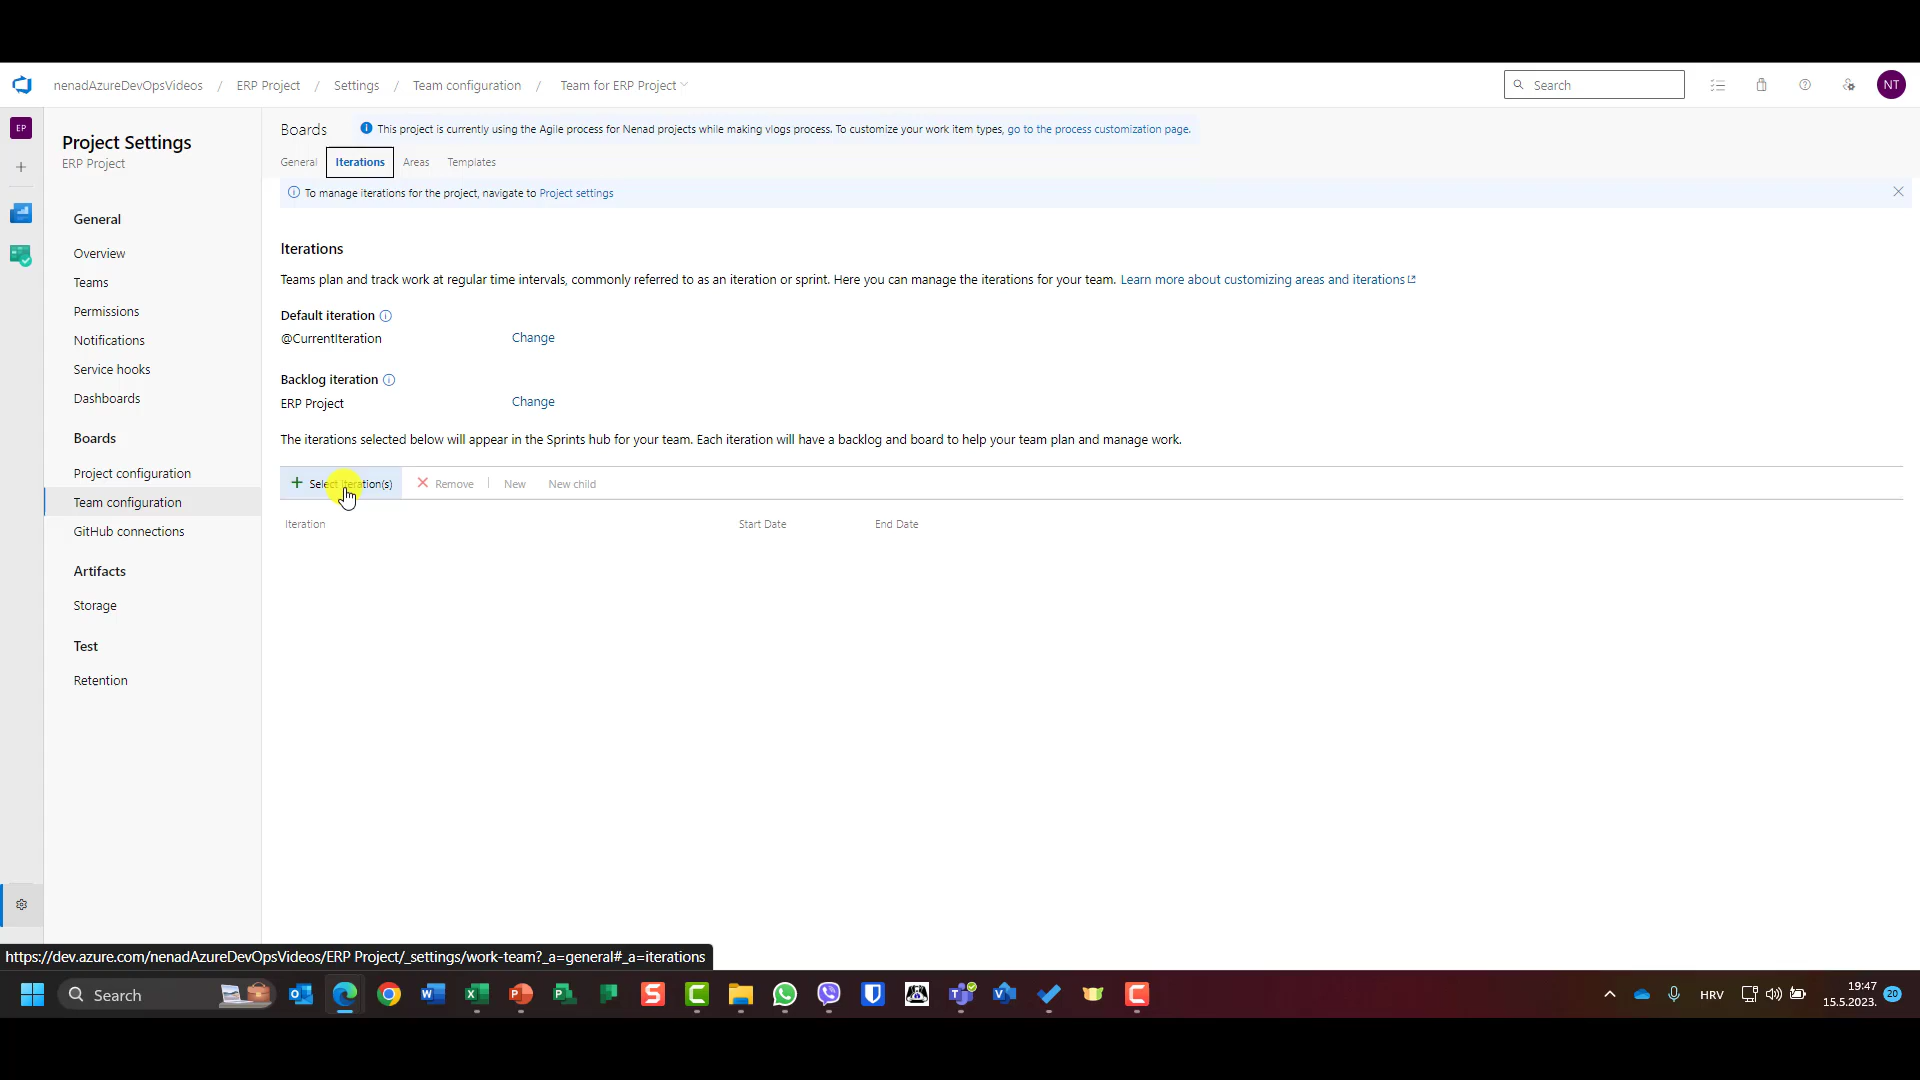 nenadAzureDevOpsVideos / ERP Project / Settings / Team configuration / Team for ERP Project
Search
NT
EP
Project Settings
ERP Project
General
Overview
Teams
Permissions
Notifications
Service hooks
Dashboards
Boards
Project configuration
Team configuration
GitHub connections
Artifacts
Storage
Test
Retention
Boards
This project is currently using the Agile process for Nenad projects while making vlogs process. To customize your work item types, go to the process customization page.
General Iterations Areas Templates
To manage iterations for the project, navigate to Project settings
Iterations
Teams plan and track work at regular time intervals, commonly referred to as an iteration or sprint. Here you can manage the iterations for your team. Learn more about customizing areas and iterations
Default iteration
@CurrentIteration Change
Backlog iteration
ERP Project Change
The iterations selected below will appear in the Sprints hub for your team. Each iteration will have a backlog and board to help your team plan and manage work.
+ Select iteration(s) Remove New New child
Iteration Start Date End Date
https://dev.azure.com/nenadAzureDevOpsVideos/ERP Project/_settings/work-team?_a=general#_a=iterations
Search
HRV
19:47
15.5.2023.
20